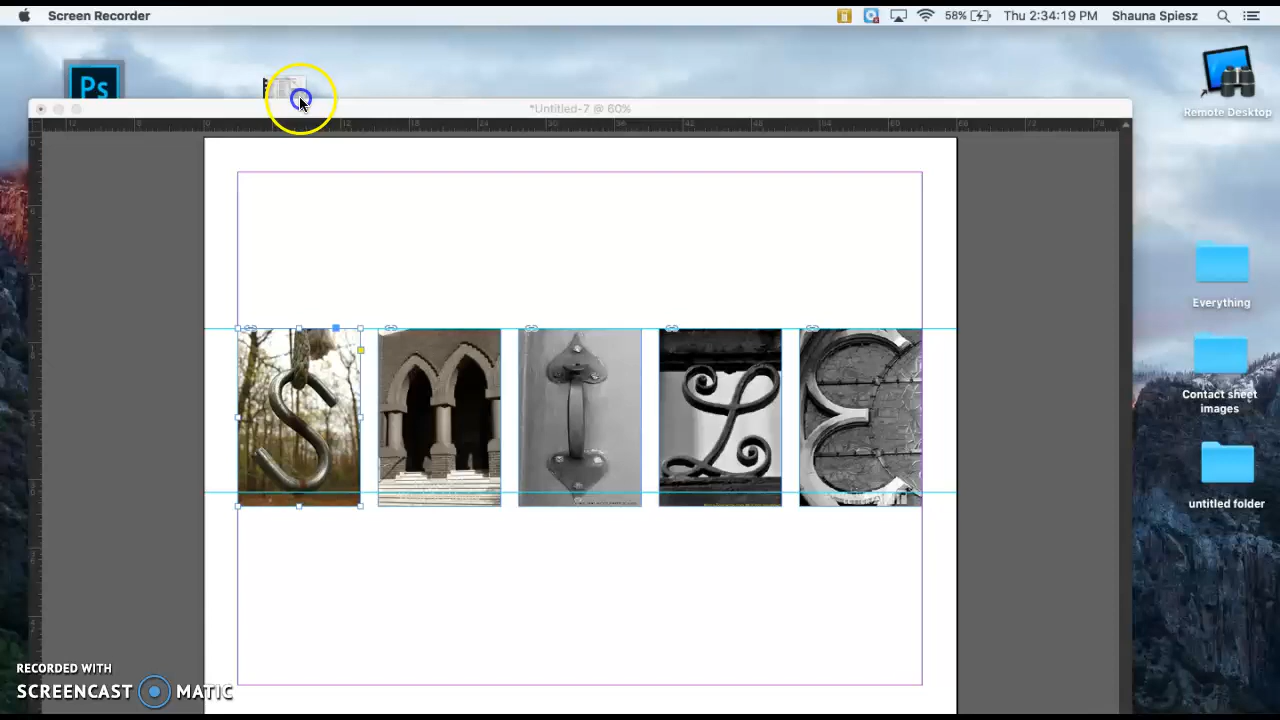 Screen Recorder
58%
Thu 2:34:19 PM
Shauna Spiesz
Ps
Remote Desktop
*Untitled-7 @ 60%
Everything
Contact sheet
images
untitled folder
RECORDED WITH
SCREENCAST MATIC